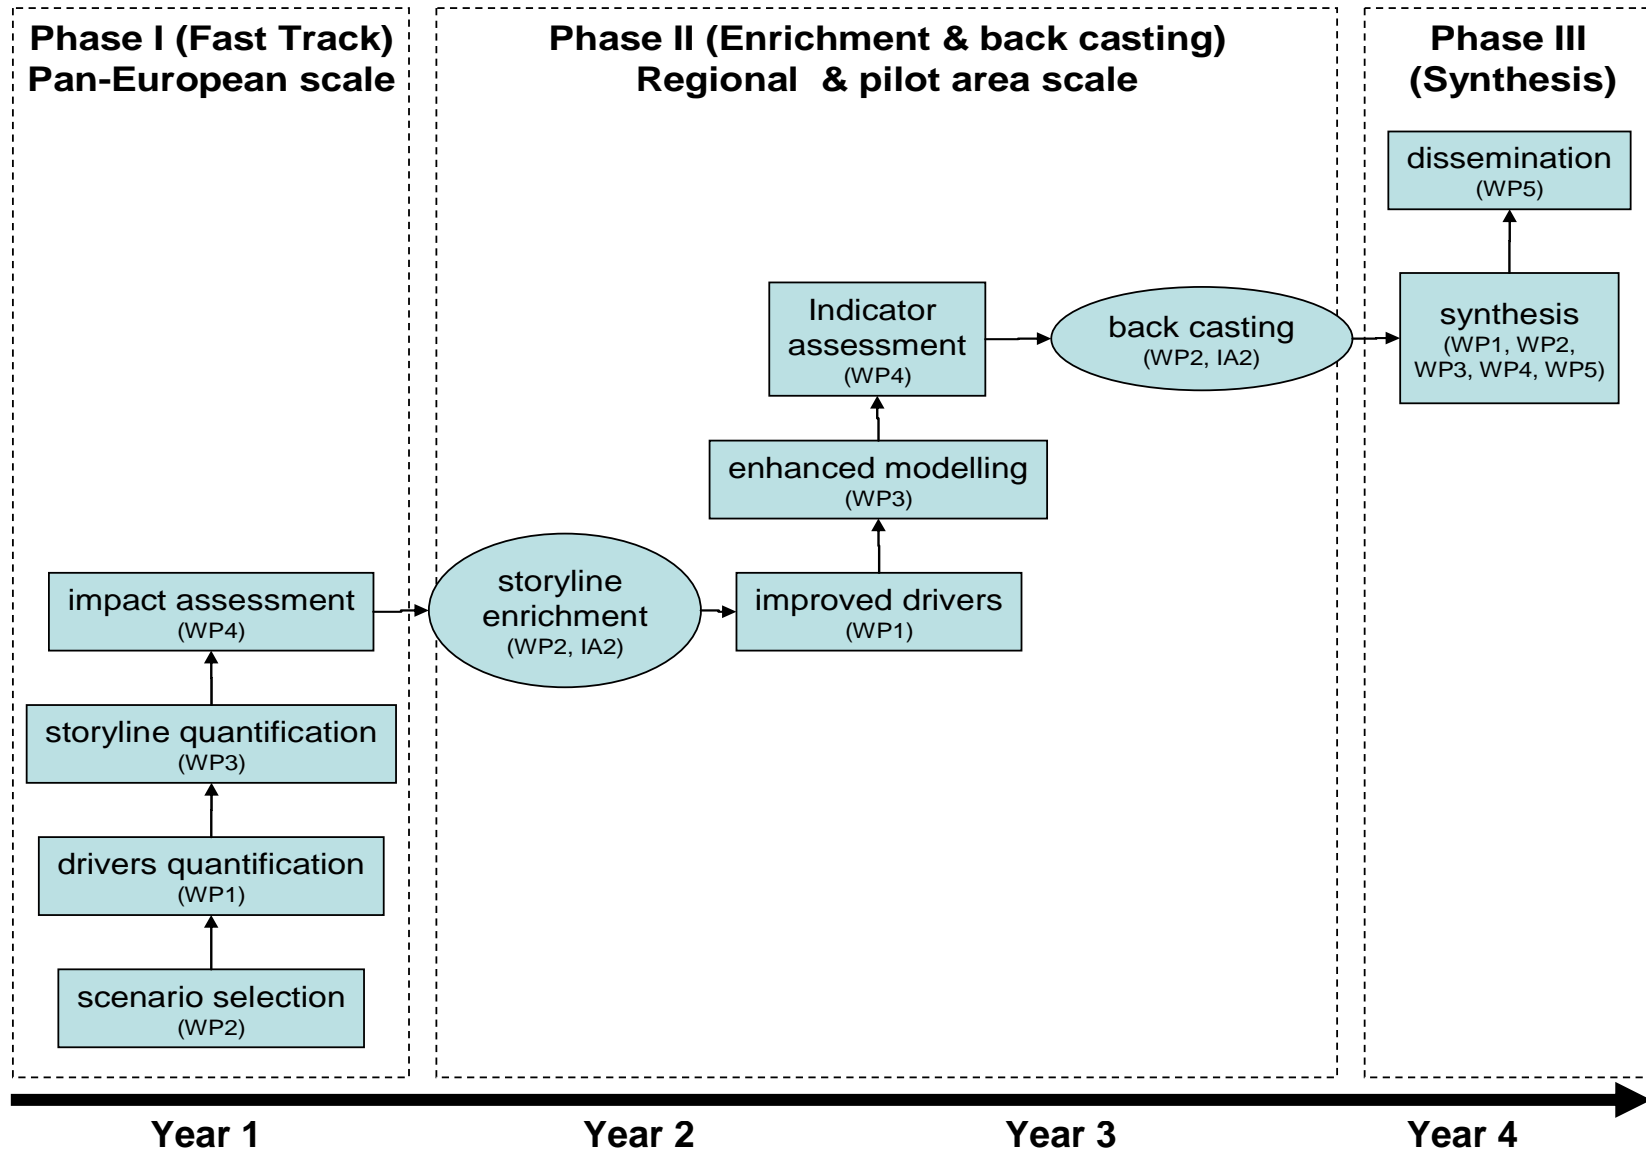 Phase I (Fast Track)
Pan-European scale
impact assessment
(WP4)
storyline quantification
(WP3)
drivers quantification
(WP1)
scenario selection
(WP2)
Phase II (Enrichment & back casting)
Regional & pilot area scale
Indicator
assessment
(WP4)
back casting
(WP2, IA2)
enhanced modelling
(WP3)
storyline
enrichment
(WP2, IA2)
improved drivers
(WP1)
Phase III
(Synthesis)
dissemination
(WP5)
synthesis
(WP1, WP2,
WP3, WP4, WP5)
Year 1
Year 2
Year 3
Year 4